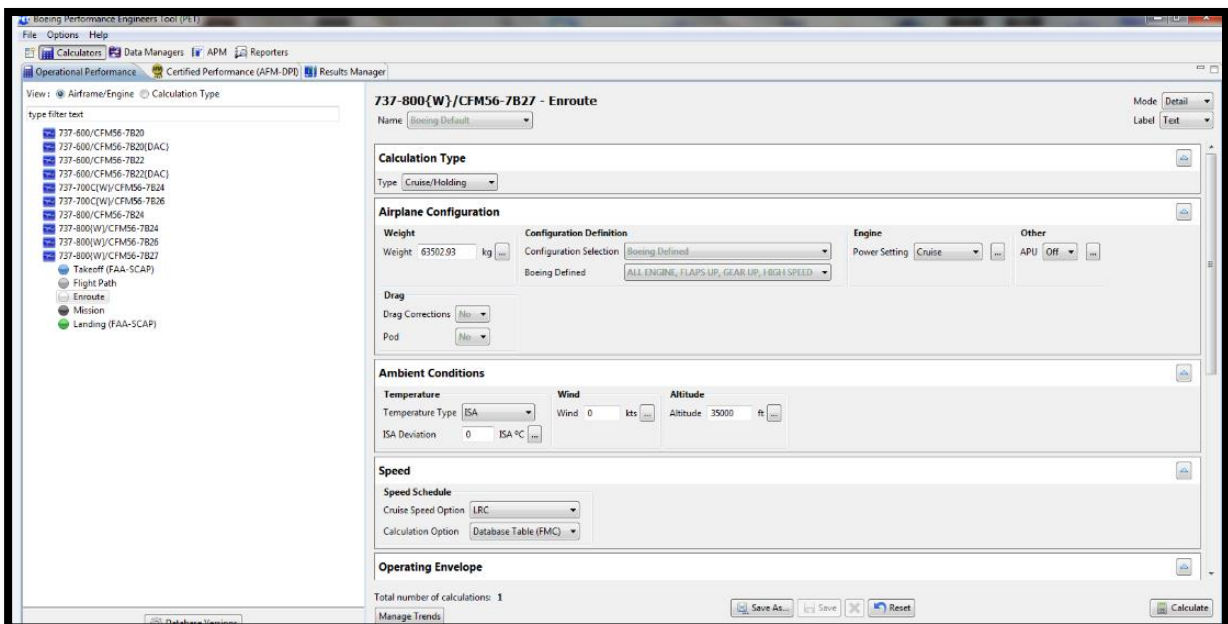 Boeing Performance Engineers Tool (PET)
File Options Help
Calculators Data Managers APM Reporters
Operational Performance Certified Performance (AFM-DPI) Results Manager
View: Airframe/Engine Calculation Type
type filter text
737-600/CFM56-7B20
737-600/CFM56-7B20{DAC}
737-600/CFM56-7B22
737-600/CFM56-7B22{DAC}
737-700C{W}/CFM56-7B24
737-700C{W}/CFM56-7B26
737-800/CFM56-7B24
737-800{W}/CFM56-7B24
737-800{W}/CFM56-7B26
737-800{W}/CFM56-7B27
Takeoff (FAA-SCAP)
Flight Path
Enroute
Mission
Landing (FAA-SCAP)
Database Versions
737-800{W}/CFM56-7B27 - Enroute
Mode Detail
Name Boeing Default
Label Text
Calculation Type
Type Cruise/Holding
Airplane Configuration
Weight Configuration Definition Engine Other
Weight 63502.93 kg ... Configuration Selection Boeing Defined Power Setting Cruise ... APU Off ...
Boeing Defined ALL ENGINE, FLAPS UP, GEAR UP, HIGH SPEED
Drag
Drag Corrections No
Pod No
Ambient Conditions
Temperature Wind Altitude
Temperature Type ISA Wind 0 kts ... Altitude 35000 ft ...
ISA Deviation 0 ISA °C ...
Speed
Speed Schedule
Cruise Speed Option LRC
Calculation Option Database Table (FMC)
Operating Envelope
Total number of calculations: 1
Manage Trends Save As... Save Reset Calculate